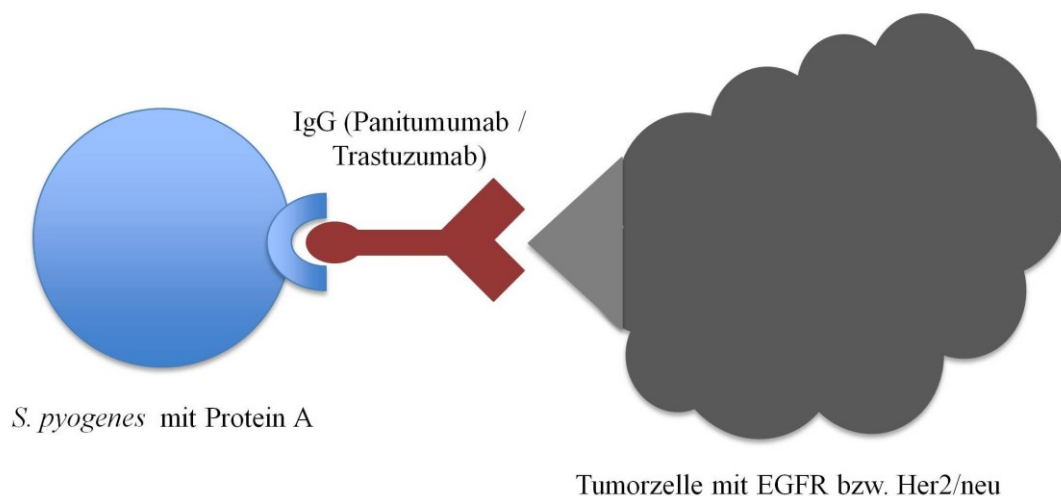 IgG (Panitumumab /
Trastuzumab)
S. pyogenes mit Protein A
Tumorzelle mit EGFR bzw. Her2/neu